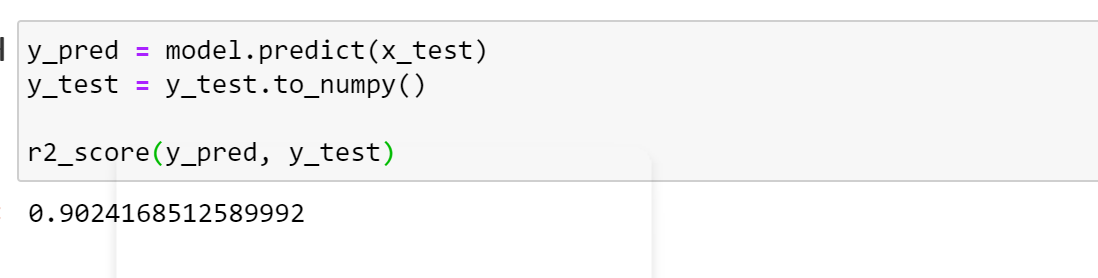 y_pred = model.predict(x_test)
y_test = y_test.to_numpy()
r2_score(y_pred, y_test)
0.9024168512589992